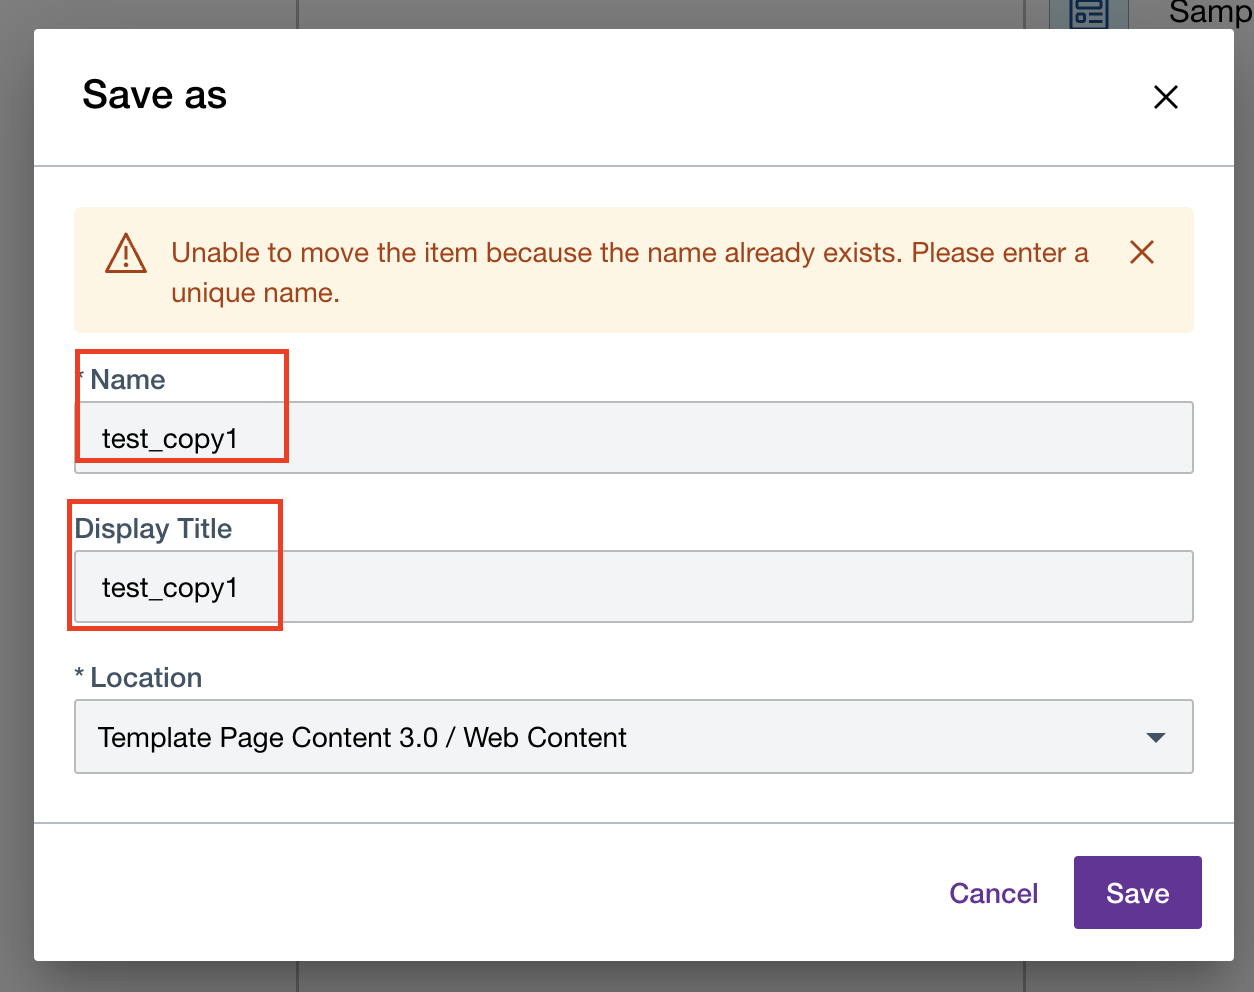 Samp
Save as
Unable to move the item because the name already exists. Please enter a
unique name.
* Name
test_copy1
Display Title
test_copy1
* Location
Template Page Content 3.0 / Web Content
Cancel
Save